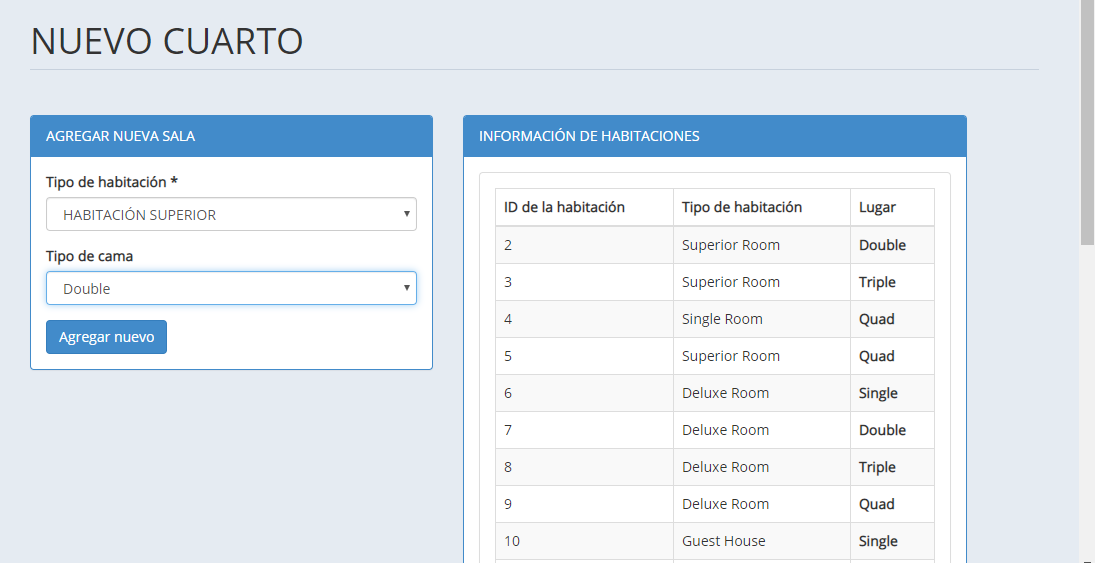 NUEVO CUARTO
AGREGAR NUEVA SALA
Tipo de habitación *
HABITACIÓN SUPERIOR
Tipo de cama
Double
Agregar nuevo
INFORMACIÓN DE HABITACIONES
ID de la habitación Tipo de habitación Lugar
2 Superior Room Double
3 Superior Room Triple
4 Single Room Quad
5 Superior Room Quad
6 Deluxe Room Single
7 Deluxe Room Double
8 Deluxe Room Triple
9 Deluxe Room Quad
10 Guest House Single